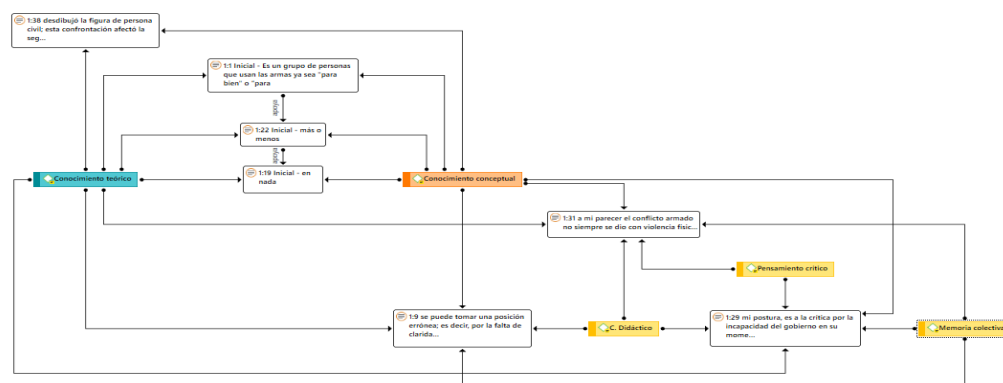 1:38 desdibujó la figura de persona
civil; esta confrontación afectó la
seg...
1:1 Inicial - Es un grupo de personas
que usan las armas ya sea "para
bien" o "para
apoya
1:22 Inicial - más o
menos
apoya
1:19 Inicial - en
nada
Conocimiento teórico
Conocimiento conceptual
1:31 a mi parecer el conflicto armado
no siempre se dio con violencia físic...
Pensamiento crítico
1:9 se puede tomar una posición
errónea; es decir, por la falta de
clarida...
C. Didáctico
1:29 mi postura, es a la crítica por la
incapacidad del gobierno en su
mome...
Memoria colectiva